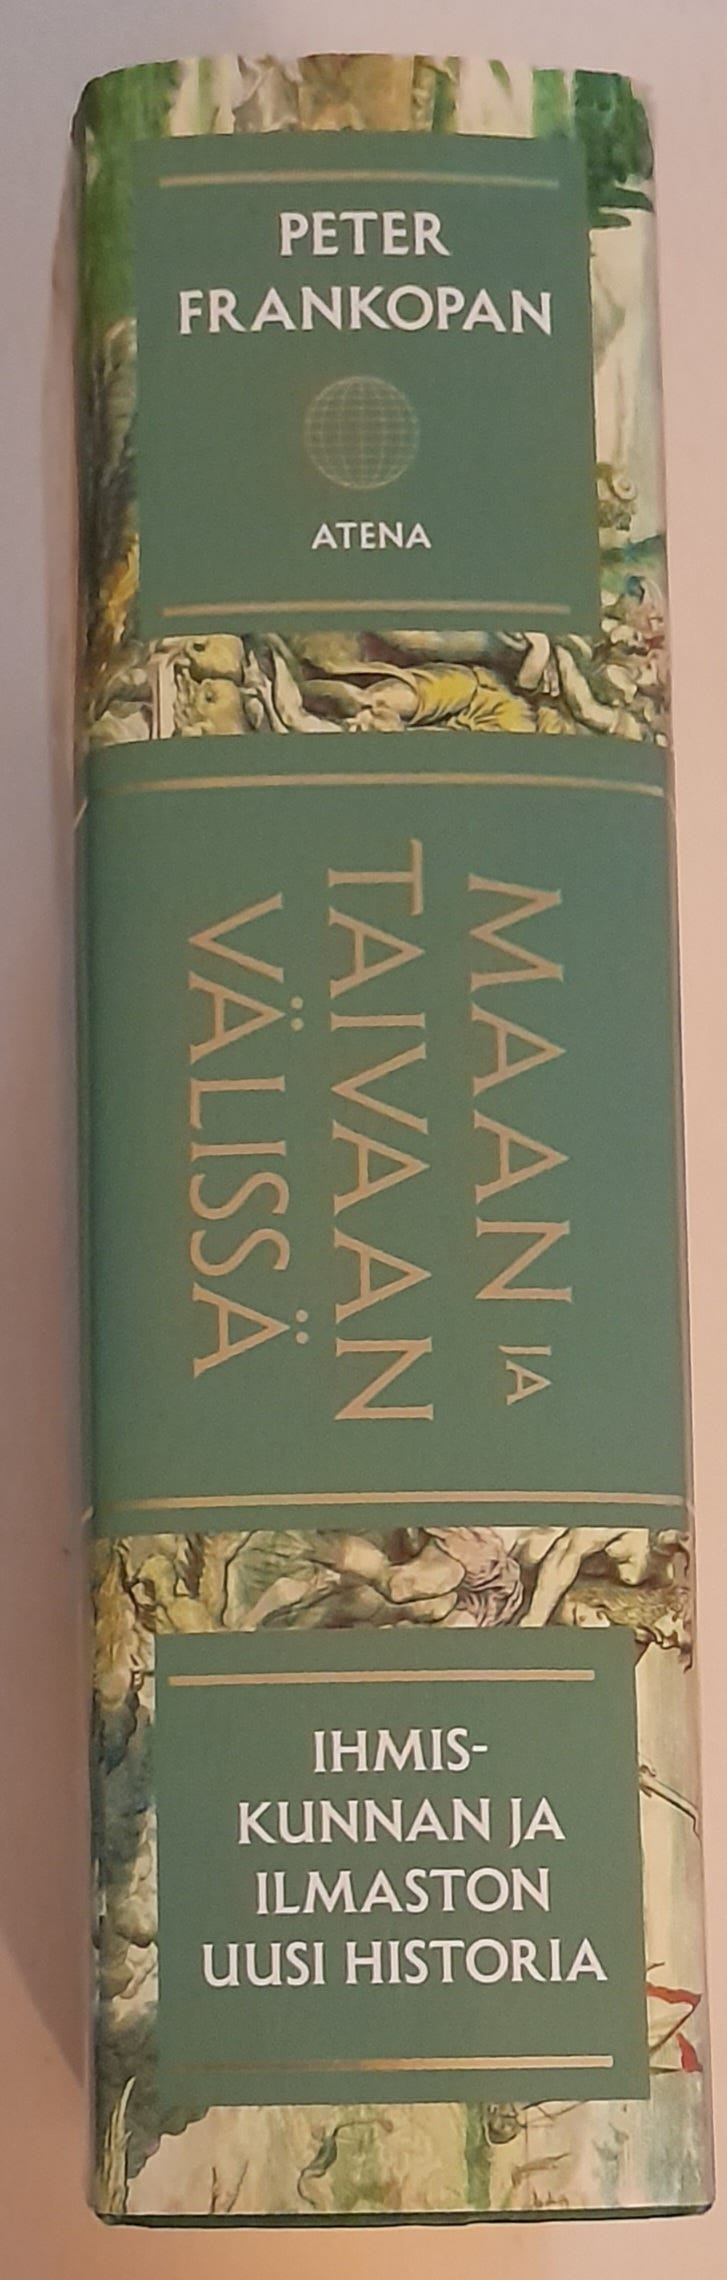 PETER
FRANKOPAN
ATENA
MAAN JA
TAIVAAN
VÄLISSÄ
IHMIS-
KUNNAN JA
ILMASTON
UUSI HISTORIA